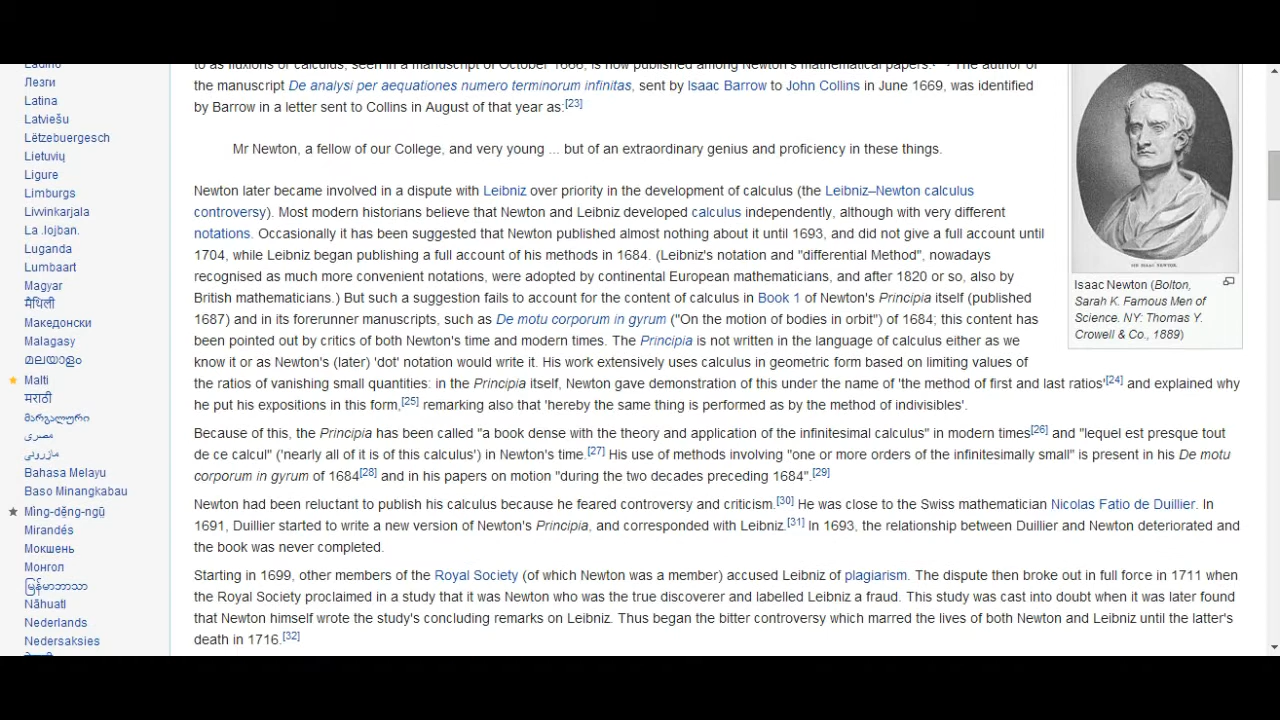 Ladino
Лезги
Latina
Latviešu
Lëtzebuergesch
Lietuvių
Ligure
Limburgs
Livvinkarjala
La .lojban.
Luganda
Lumbaart
Magyar
मैथिली
Македонски
Malagasy
മലയാളം
Malti
मराठी
მარგალური
مصرى
مازِرونی
Bahasa Melayu
Baso Minangkabau
Mìng-dĕ̤ng-ngṳ̄
Mirandés
Мокшень
Монгол
မြန်မာဘာသာ
Nāhuatl
Nederlands
Nedersaksies
to as fluxions or calculus, seen in a manuscript of October 1666, is now published among Newton's mathematical papers. The author of
the manuscript De analysi per aequationes numero terminorum infinitas, sent by Isaac Barrow to John Collins in June 1669, was identified
by Barrow in a letter sent to Collins in August of that year as:[23]
Mr Newton, a fellow of our College, and very young ... but of an extraordinary genius and proficiency in these things.
Newton later became involved in a dispute with Leibniz over priority in the development of calculus (the Leibniz–Newton calculus
controversy). Most modern historians believe that Newton and Leibniz developed calculus independently, although with very different
notations. Occasionally it has been suggested that Newton published almost nothing about it until 1693, and did not give a full account until
1704, while Leibniz began publishing a full account of his methods in 1684. (Leibniz's notation and "differential Method", nowadays
recognised as much more convenient notations, were adopted by continental European mathematicians, and after 1820 or so, also by
British mathematicians.) But such a suggestion fails to account for the content of calculus in Book 1 of Newton's Principia itself (published
1687) and in its forerunner manuscripts, such as De motu corporum in gyrum ("On the motion of bodies in orbit") of 1684; this content has
been pointed out by critics of both Newton's time and modern times. The Principia is not written in the language of calculus either as we
know it or as Newton's (later) 'dot' notation would write it. His work extensively uses calculus in geometric form based on limiting values of
the ratios of vanishing small quantities: in the Principia itself, Newton gave demonstration of this under the name of 'the method of first and last ratios'[24] and explained why
he put his expositions in this form,[25] remarking also that 'hereby the same thing is performed as by the method of indivisibles'.
Because of this, the Principia has been called "a book dense with the theory and application of the infinitesimal calculus" in modern times[26] and "lequel est presque tout
de ce calcul" ('nearly all of it is of this calculus') in Newton's time.[27] His use of methods involving "one or more orders of the infinitesimally small" is present in his De motu
corporum in gyrum of 1684[28] and in his papers on motion "during the two decades preceding 1684".[29]
Newton had been reluctant to publish his calculus because he feared controversy and criticism.[30] He was close to the Swiss mathematician Nicolas Fatio de Duillier. In
1691, Duillier started to write a new version of Newton's Principia, and corresponded with Leibniz.[31] In 1693, the relationship between Duillier and Newton deteriorated and
the book was never completed.
Starting in 1699, other members of the Royal Society (of which Newton was a member) accused Leibniz of plagiarism. The dispute then broke out in full force in 1711 when
the Royal Society proclaimed in a study that it was Newton who was the true discoverer and labelled Leibniz a fraud. This study was cast into doubt when it was later found
that Newton himself wrote the study's concluding remarks on Leibniz. Thus began the bitter controversy which marred the lives of both Newton and Leibniz until the latter's
death in 1716.[32]
SIR ISAAC NEWTON.
Isaac Newton (Bolton,
Sarah K. Famous Men of
Science. NY: Thomas Y.
Crowell & Co., 1889)